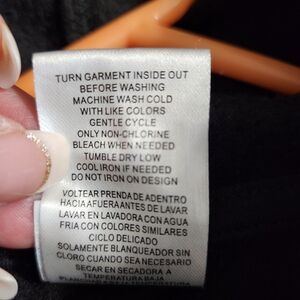 TURN GARMENT INSIDE OUT
BEFORE WASHING
MACHINE WASH COLD
WITH LIKE COLORS
GENTLE CYCLE
ONLY NON-CHLORINE
BLEACH WHEN NEEDED
TUMBLE DRY LOW
COOL IRON IF NEEDED
DO NOT IRON ON DESIGN
VOLTEAR PRENDA DE ADENTRO
HACIA AFUERA ANTES DE LAVAR
LAVAR EN LAVADORA CON AGUA
FRIA CON COLORES SIMILARES
CICLO DELICADO
SOLAMENTE BLANQUEADOR SIN
CLORO CUANDO SEA NECESARIO
SECAR EN SECADORA A
TEMPERATURA BAJA